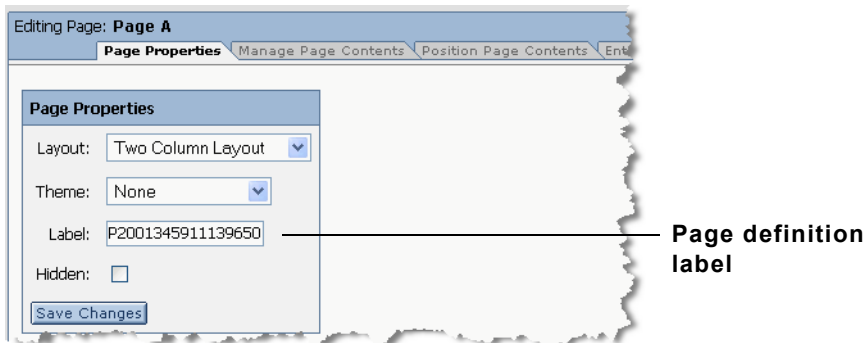 Editing Page: Page A
Page Properties Manage Page Contents Position Page Contents Ent
Page Properties
Layout: Two Column Layout
Theme: None
Label: P2001345911139650
Hidden:
Save Changes
Page definition
label